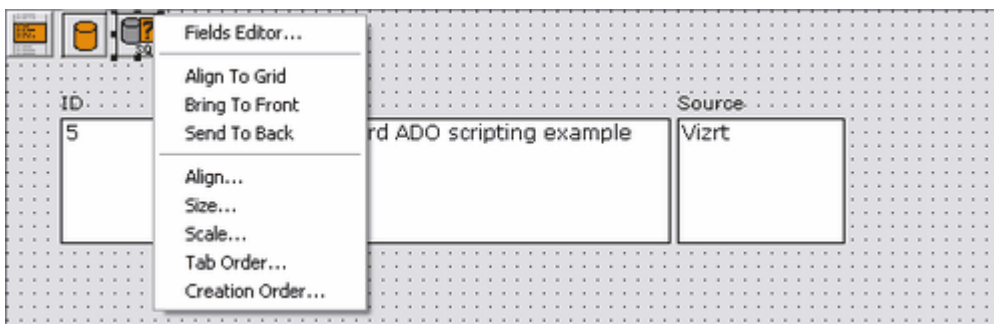 Fields Editor...
Align To Grid
Bring To Front
Send To Back
Align...
Size...
Scale...
Tab Order...
Creation Order...
ID
Source
5
rd ADO scripting example
Vizrt